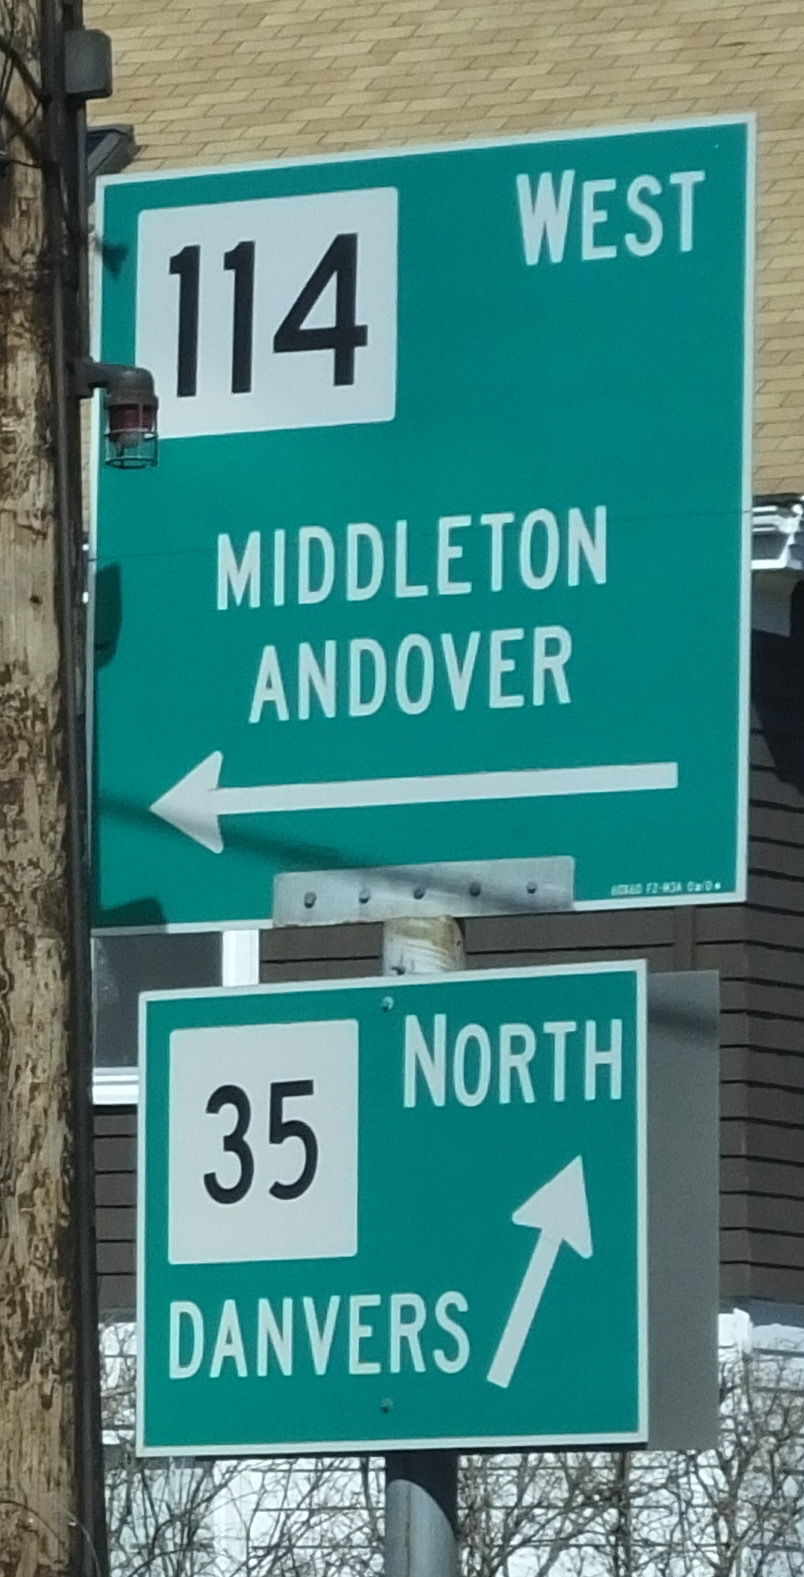 114 WEST
MIDDLETON
ANDOVER
35 NORTH
DANVERS